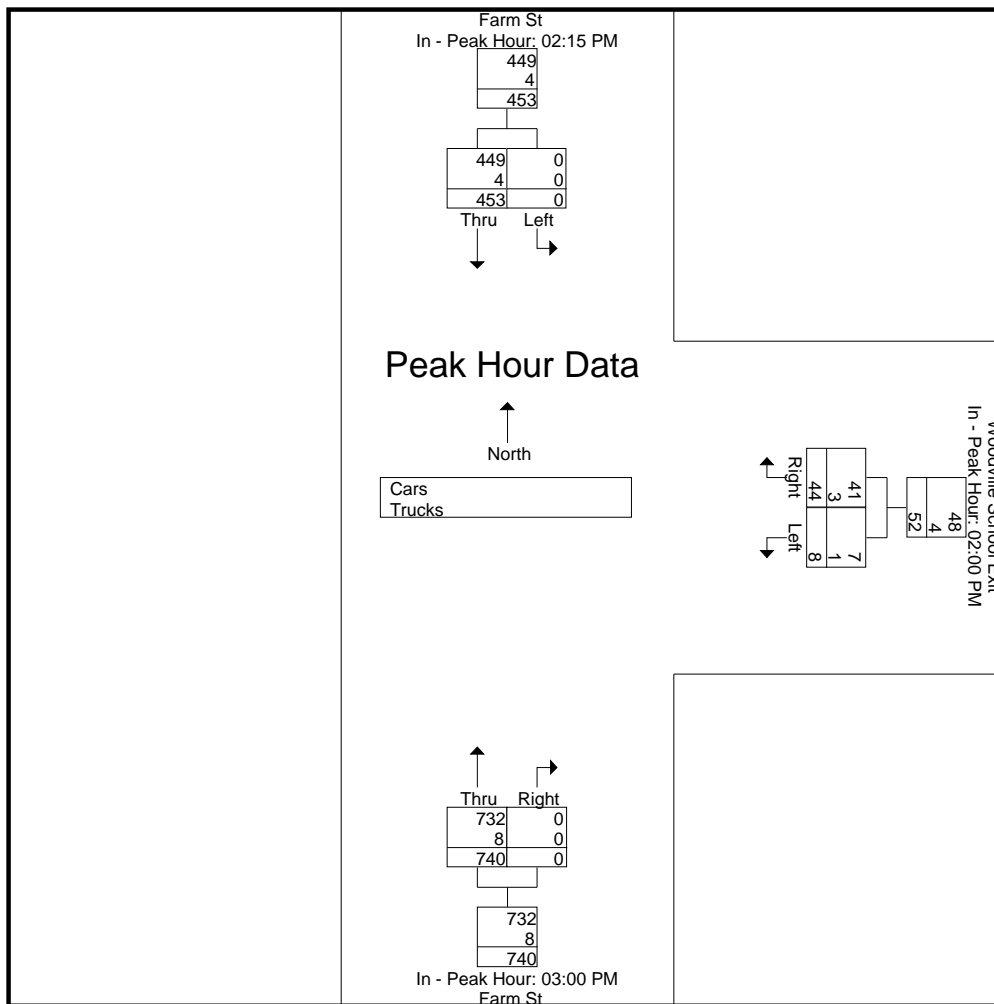 Farm St
In - Peak Hour: 02:15 PM
449
4
453
449 0
4 0
453 0
Thru Left
Peak Hour Data
North
Cars
Trucks
Woodville School Exit
In - Peak Hour: 02:00 PM
48
4
52
41 7
3 1
44 8
Right Left
Thru Right
732 0
8 0
740 0
732
8
740
In - Peak Hour: 03:00 PM
Farm St